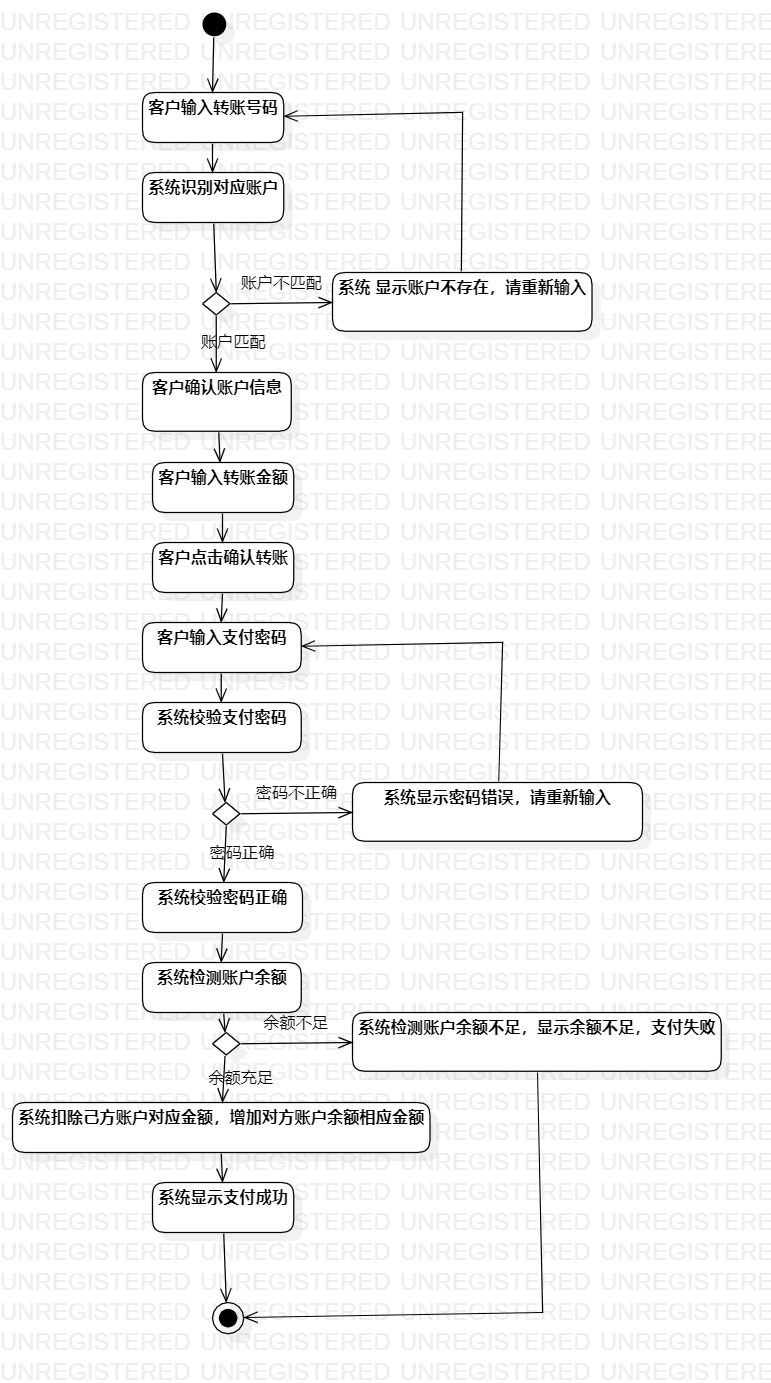 客户输入转账号码
系统识别对应账户
账户不匹配
系统 显示账户不存在，请重新输入
账户匹配
客户确认账户信息
客户输入转账金额
客户点击确认转账
客户输入支付密码
系统校验支付密码
密码不正确
系统显示密码错误，请重新输入
密码正确
系统校验密码正确
系统检测账户余额
余额不足
系统检测账户余额不足，显示余额不足，支付失败
余额充足
系统扣除己方账户对应金额，增加对方账户余额相应金额
系统显示支付成功
UNREGISTERED